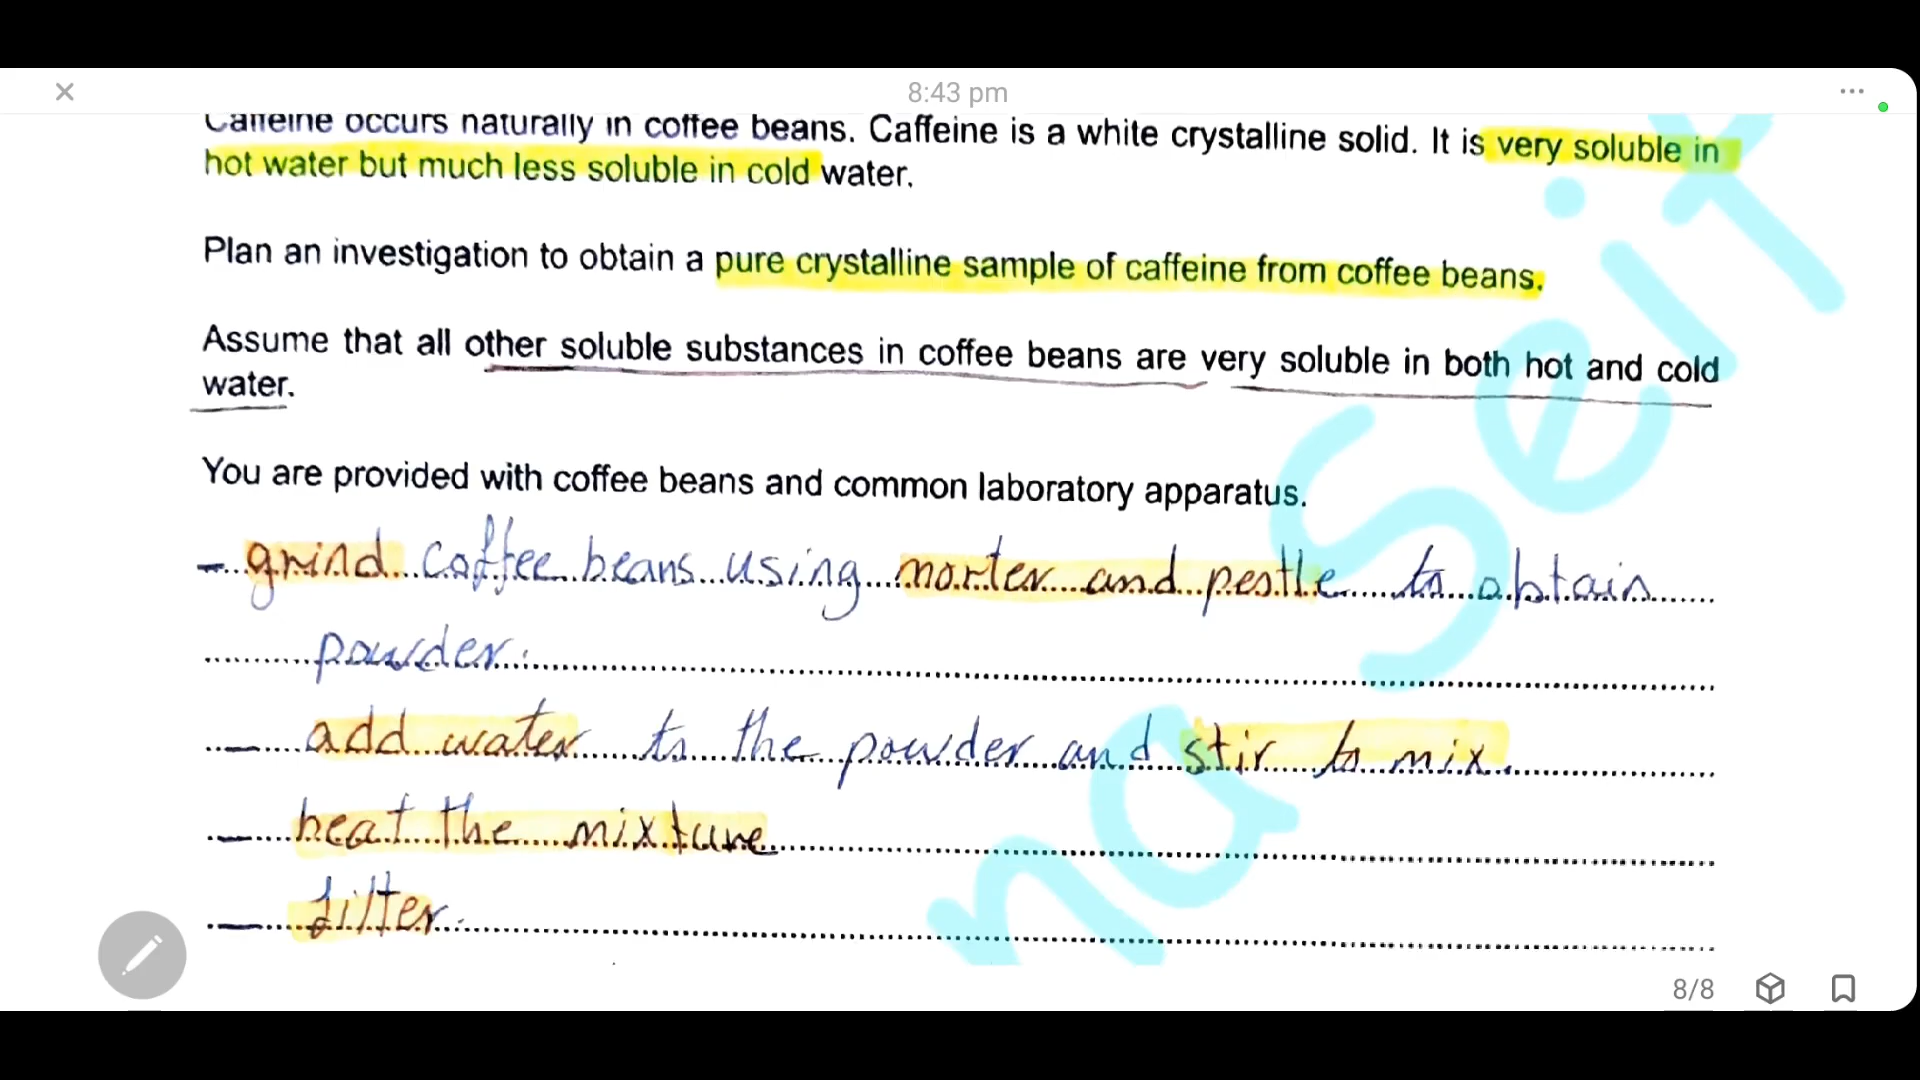 8:43 pm
Caffeine occurs naturally in coffee beans. Caffeine is a white crystalline solid. It is very soluble in
hot water but much less soluble in cold water.
Plan an investigation to obtain a pure crystalline sample of caffeine from coffee beans.
Assume that all other soluble substances in coffee beans are very soluble in both hot and cold
water.
You are provided with coffee beans and common laboratory apparatus.
- grind coffee beans using morter and pestle to obtain
powder.
- add water to the powder and stir to mix.
- heat the mixture
- filter.
na Seif
8/8